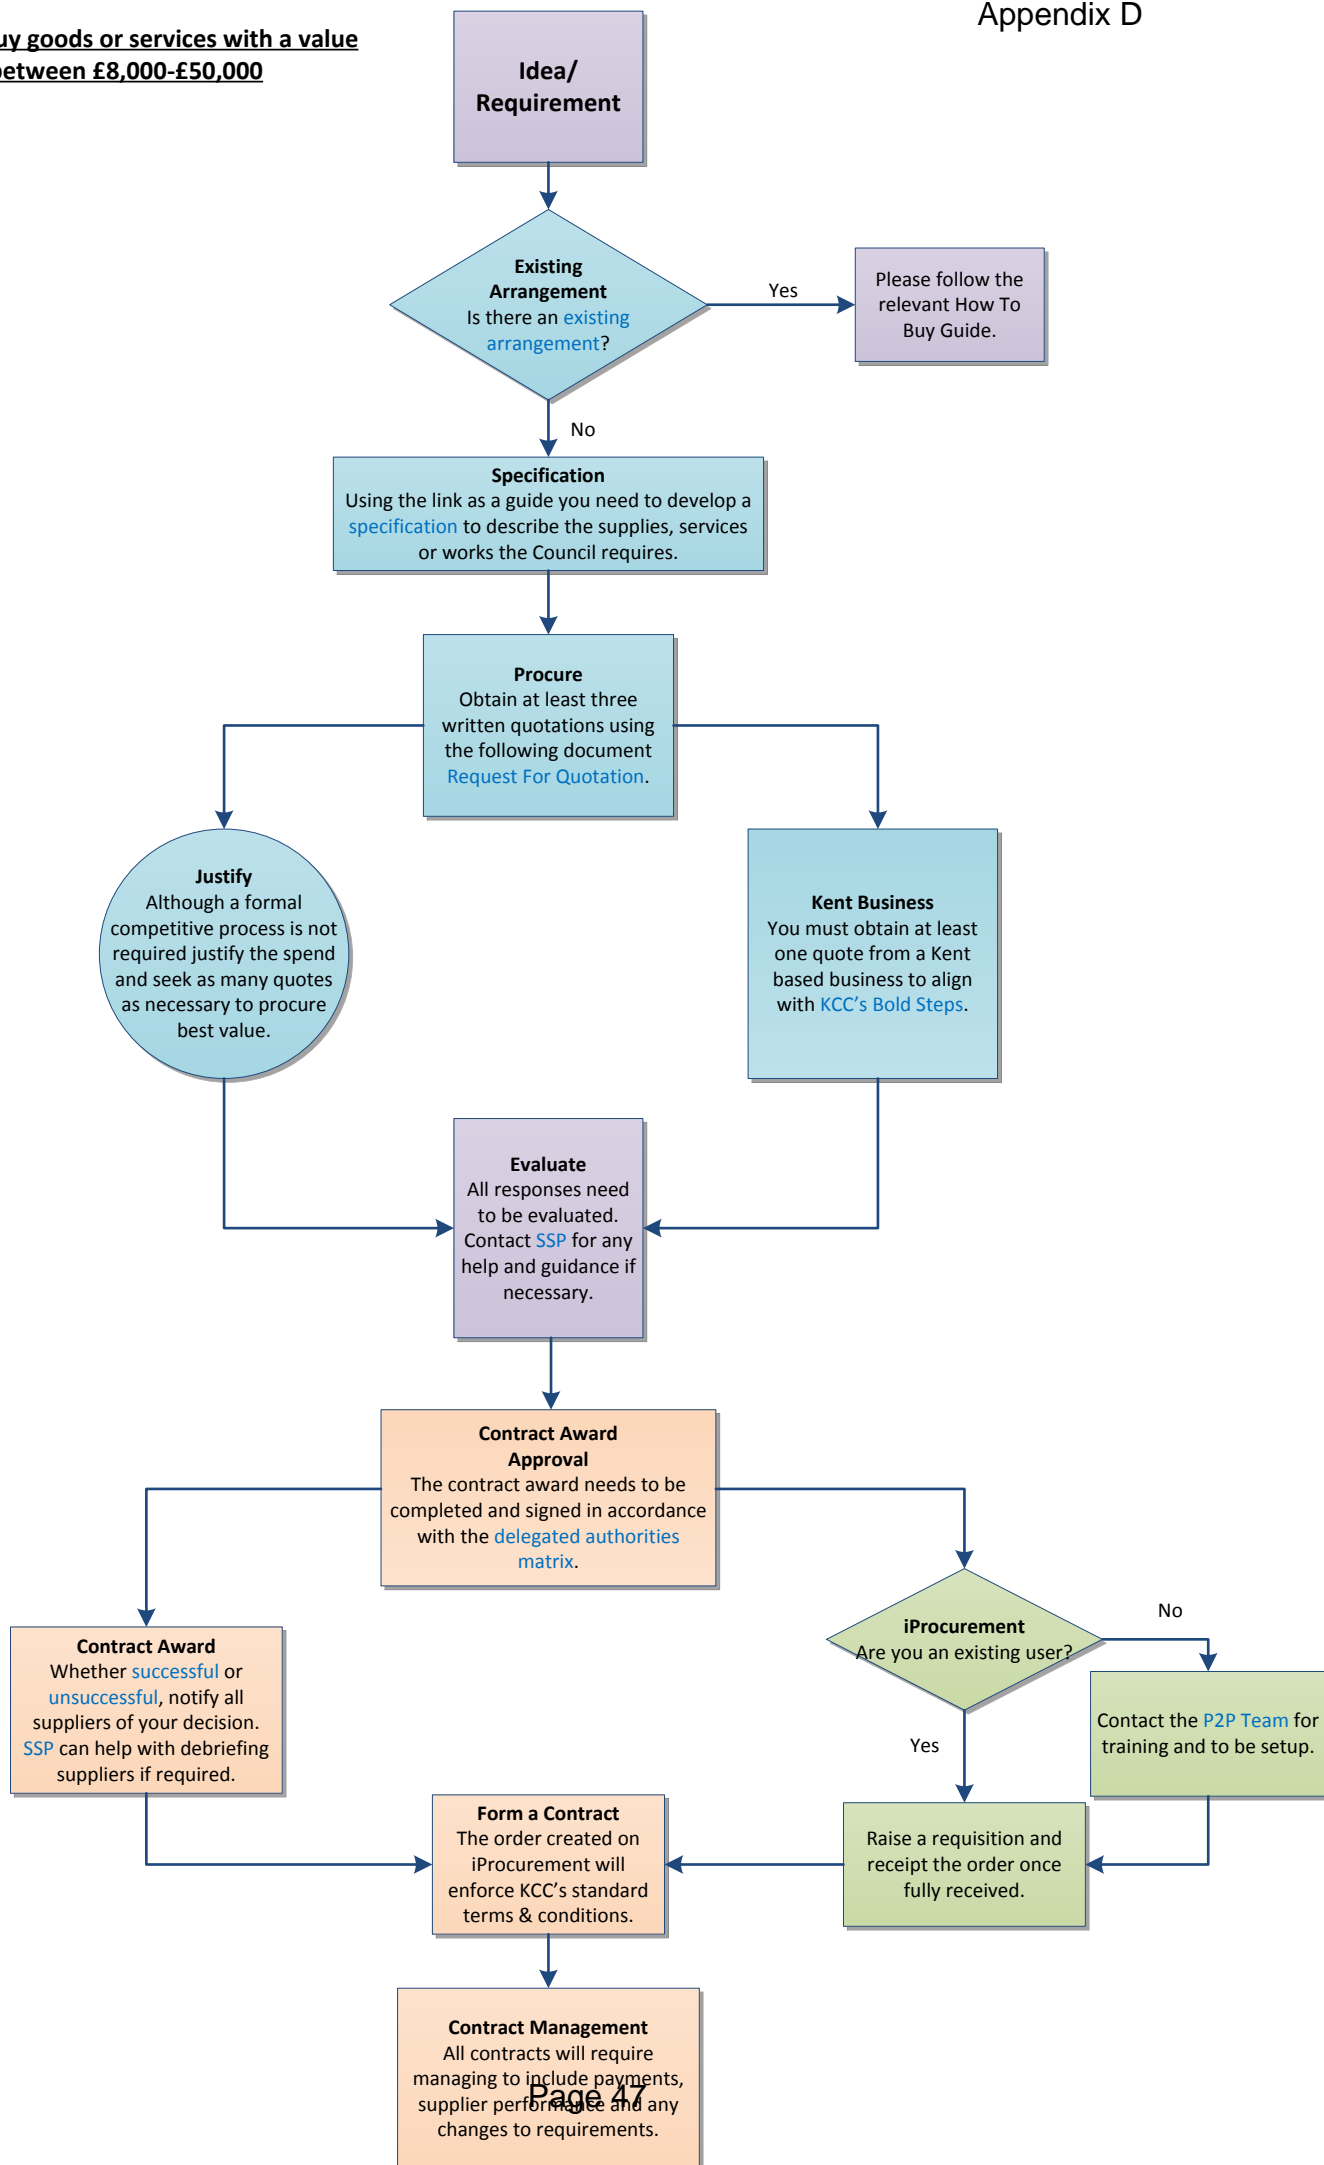 Appendix D
uy goods or services with a value
between £8,000-£50,000
Idea/
Requirement
Existing
Arrangement
Is there an existing
arrangement?
Yes
Please follow the
relevant How To
Buy Guide.
No
Specification
Using the link as a guide you need to develop a
specification to describe the supplies, services
or works the Council requires.
Procure
Obtain at least three
written quotations using
the following document
Request For Quotation.
Justify
Although a formal
competitive process is not
required justify the spend
and seek as many quotes
as necessary to procure
best value.
Kent Business
You must obtain at least
one quote from a Kent
based business to align
with KCC’s Bold Steps.
Evaluate
All responses need
to be evaluated.
Contact SSP for any
help and guidance if
necessary.
Contract Award
Approval
The contract award needs to be
completed and signed in accordance
with the delegated authorities
matrix.
iProcurement
Are you an existing user?
No
Contract Award
Whether successful or
unsuccessful, notify all
suppliers of your decision.
SSP can help with debriefing
suppliers if required.
Contact the P2P Team for
training and to be setup.
Yes
Form a Contract
The order created on
iProcurement will
enforce KCC’s standard
terms & conditions.
Raise a requisition and
receipt the order once
fully received.
Contract Management
All contracts will require
managing to include payments,
supplier performance and any
changes to requirements.
Page 47